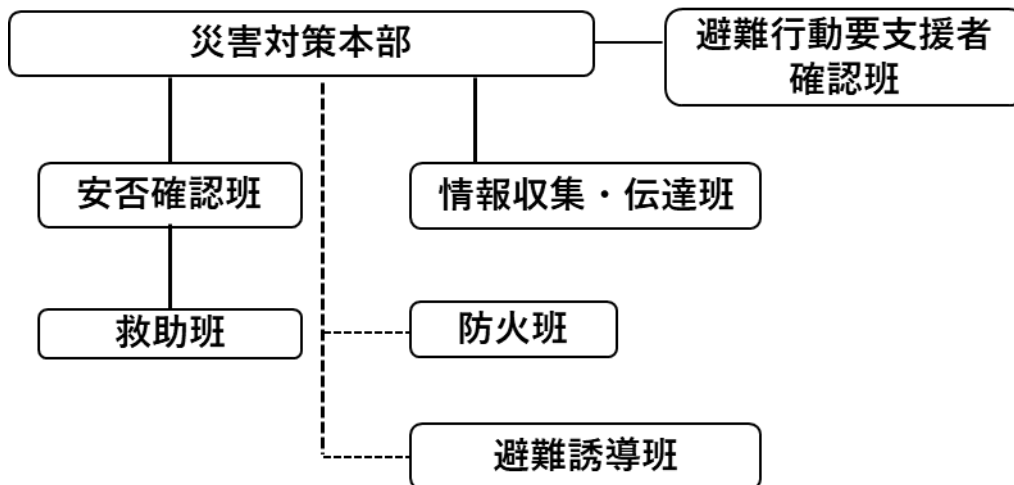 災害対策本部
避難行動要支援者
確認班
安否確認班
情報収集・伝達班
救助班
防火班
避難誘導班